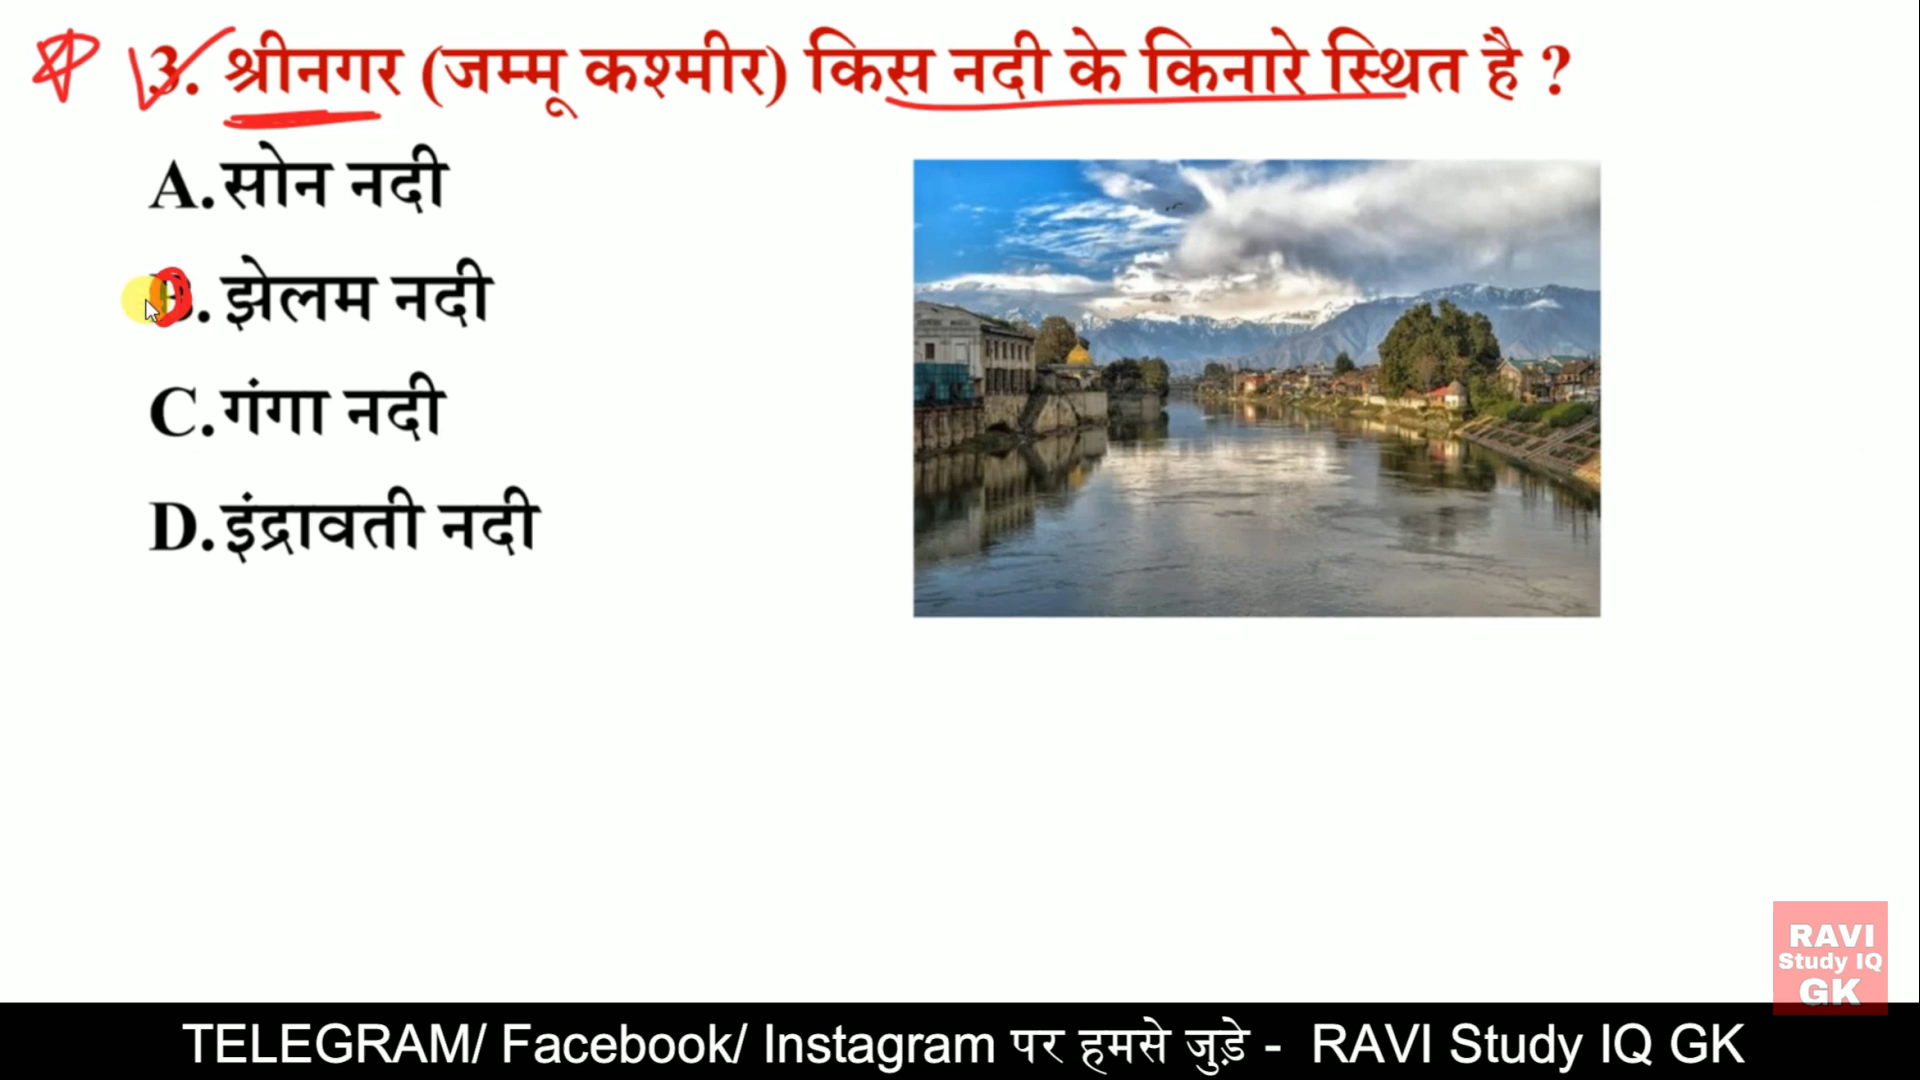 3. श्रीनगर (जम्मू कश्मीर) किस नदी के किनारे स्थित है ?
A. सोन नदी
B. झेलम नदी
C. गंगा नदी
D. इंद्रावती नदी
RAVI
Study IQ
GK
TELEGRAM/ Facebook/ Instagram पर हमसे जुड़े - RAVI Study IQ GK